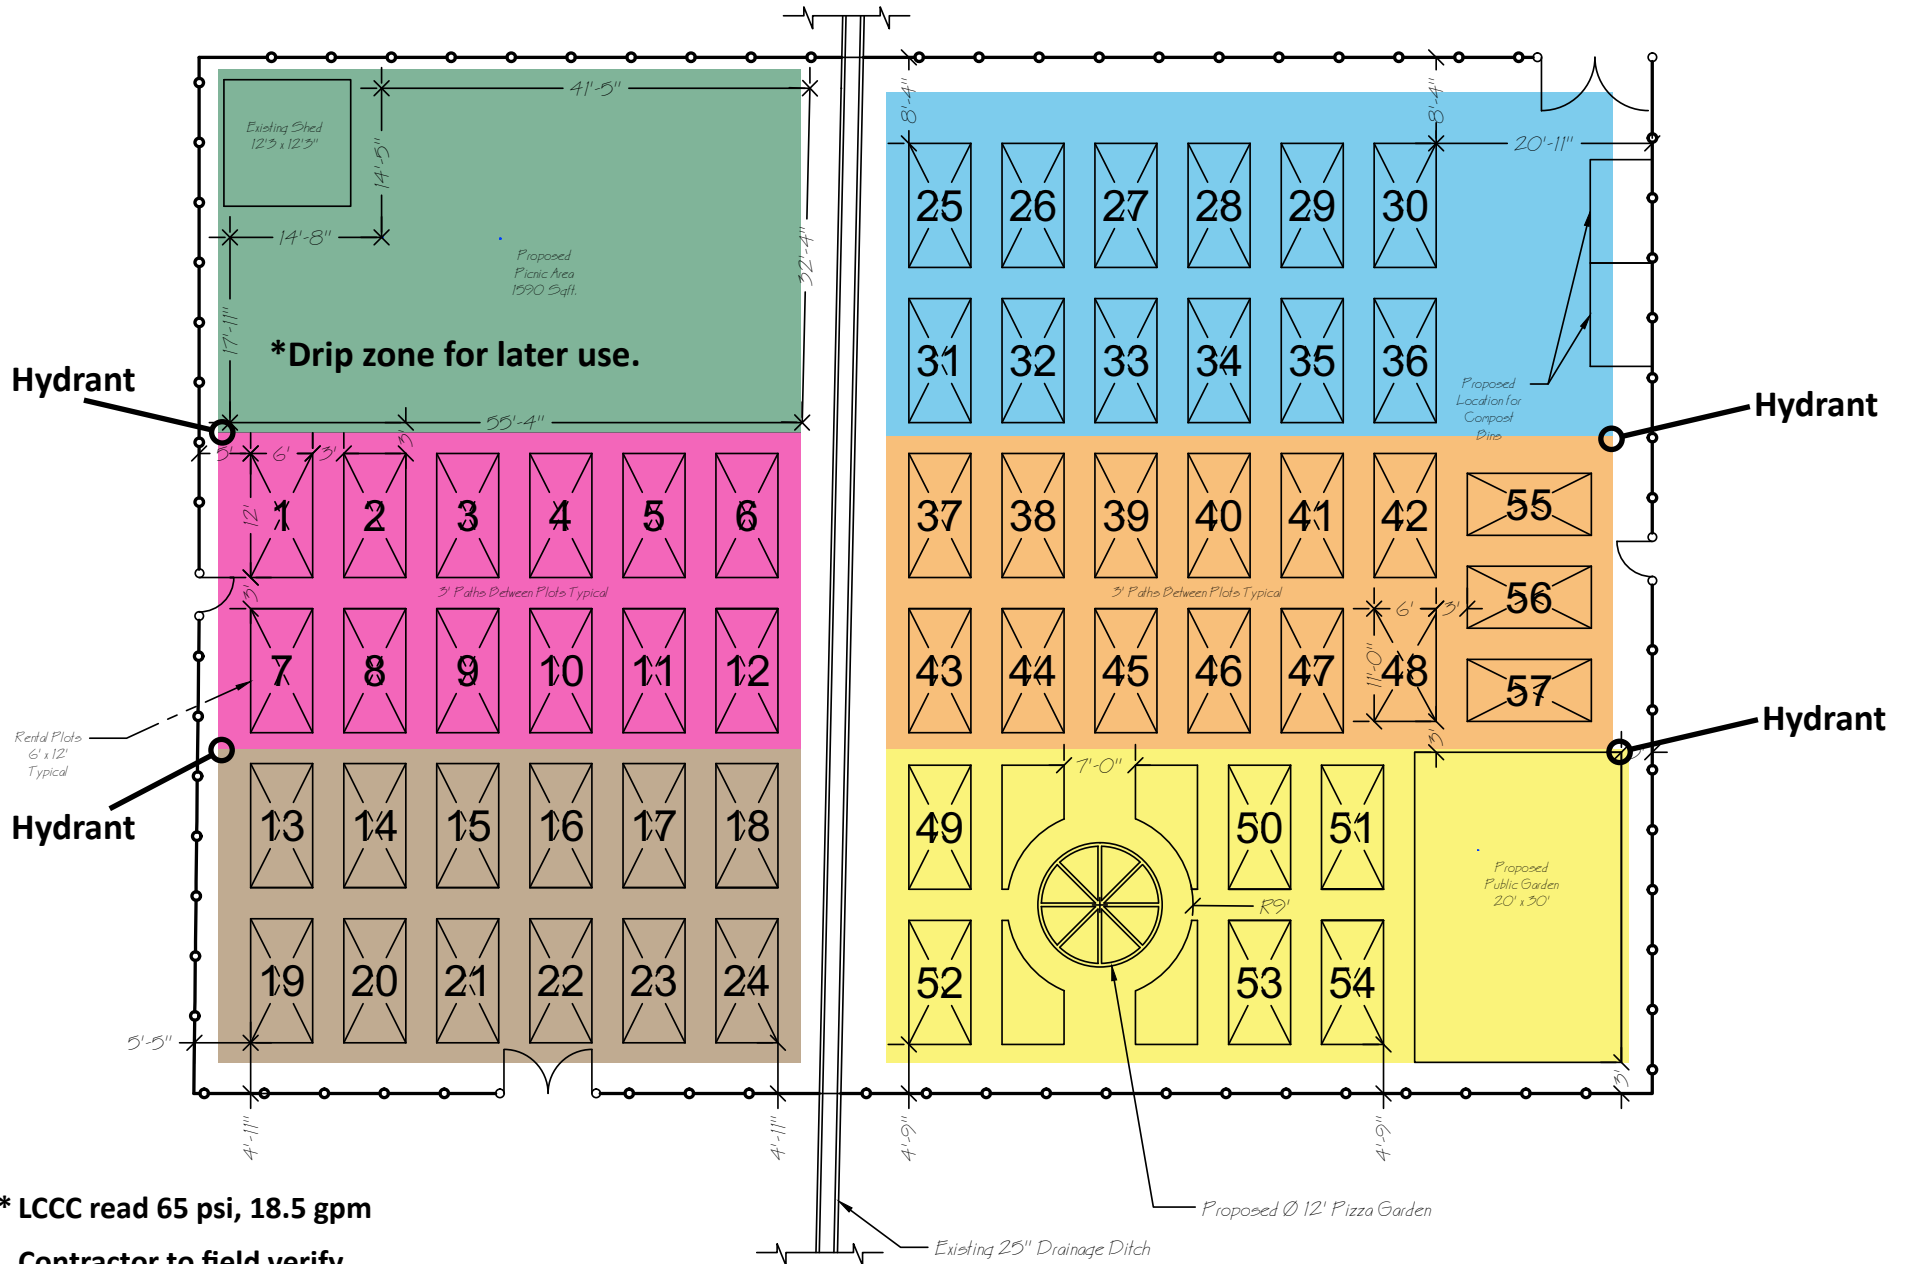 41'-5"
8'-4"
8'-4"
Existing Shed
12'3 x 12'3"
14'-5"
20'-11"
25 26 27 28 29 30
14'-8"
32'-4"
Proposed
Picnic Area
1590 Sqft.
17'-11"
*Drip zone for later use.
31 32 33 34 35 36
Hydrant
Proposed
Location for
Compost
Bins
Hydrant
55'-4"
5' 6' 3' 3'
12'
1 2 3 4 5 6
37 38 39 40 41 42 55
3' Paths Between Plots Typical
3' Paths Between Plots Typical
3'
6' 3'
56
7 8 9 10 11 12
43 44 45 46 47 48 57
11'-0"
Rental Plots
6' x 12'
Typical
Hydrant
3'
7'-0"
Hydrant
13 14 15 16 17 18
49 50 51
Proposed
Public Garden
20' x 30'
R9'
19 20 21 22 23 24
52 53 54
5'-5"
3'
4'-11"
4'-11"
4'-9"
4'-9"
* LCCC read 65 psi, 18.5 gpm
Proposed Ø 12' Pizza Garden
Existing 25" Drainage Ditch
Contractor to field verify